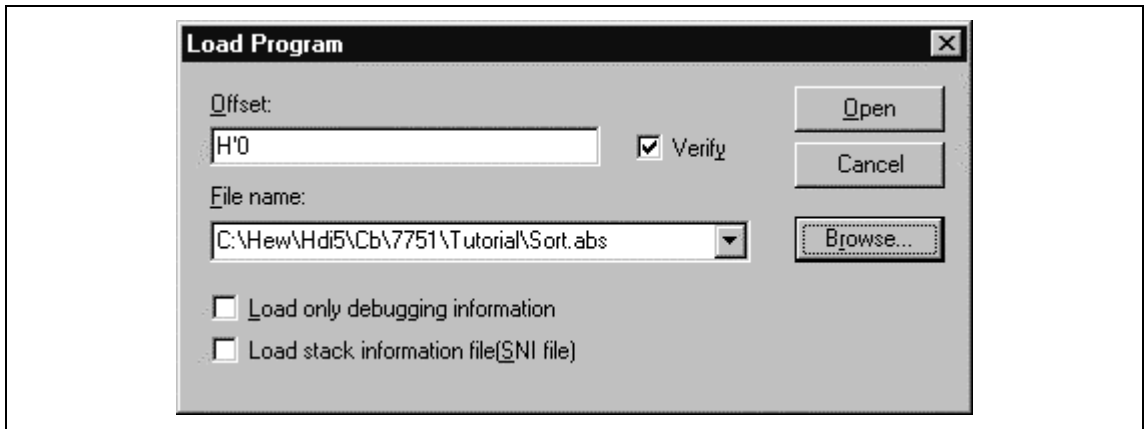 Load Program
Offset:
H'0
Verify
Open
Cancel
File name:
C:\Hew\Hdi5\Cb\7751\Tutorial\Sort.abs
Browse...
Load only debugging information
Load stack information file(SNI file)